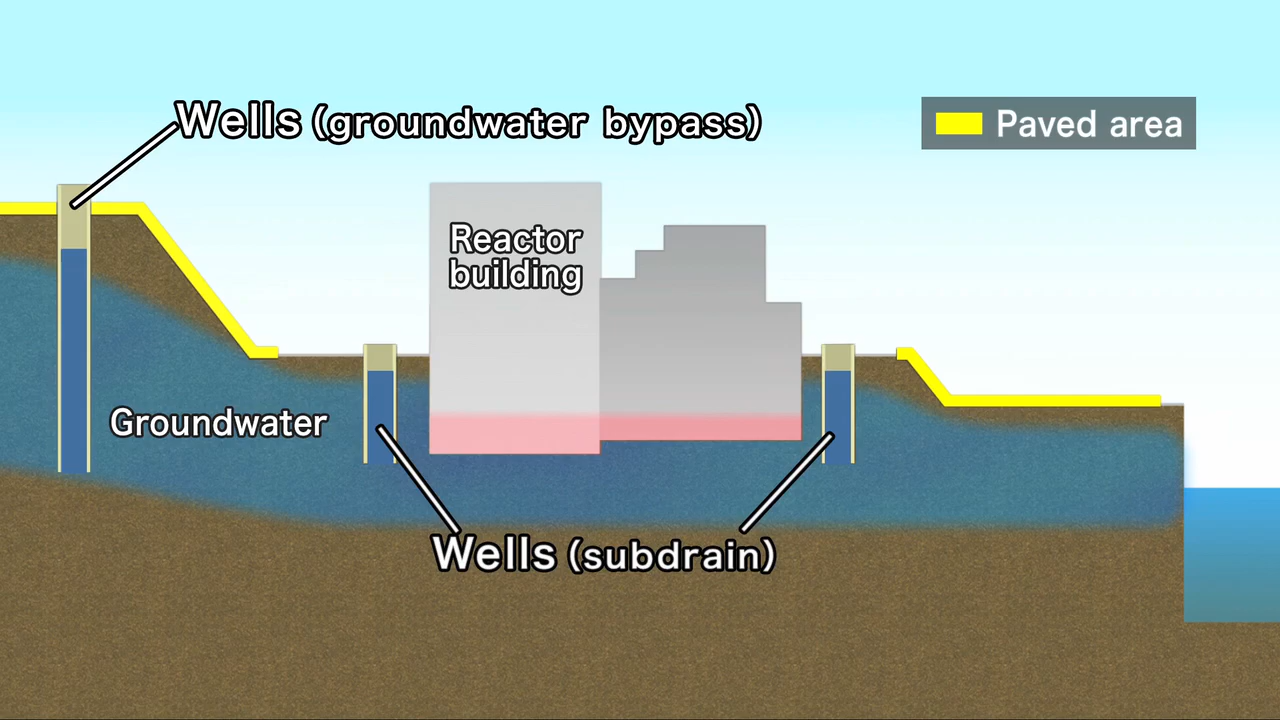 Wells (groundwater bypass)
Paved area
Reactor
building
Groundwater
Wells (subdrain)